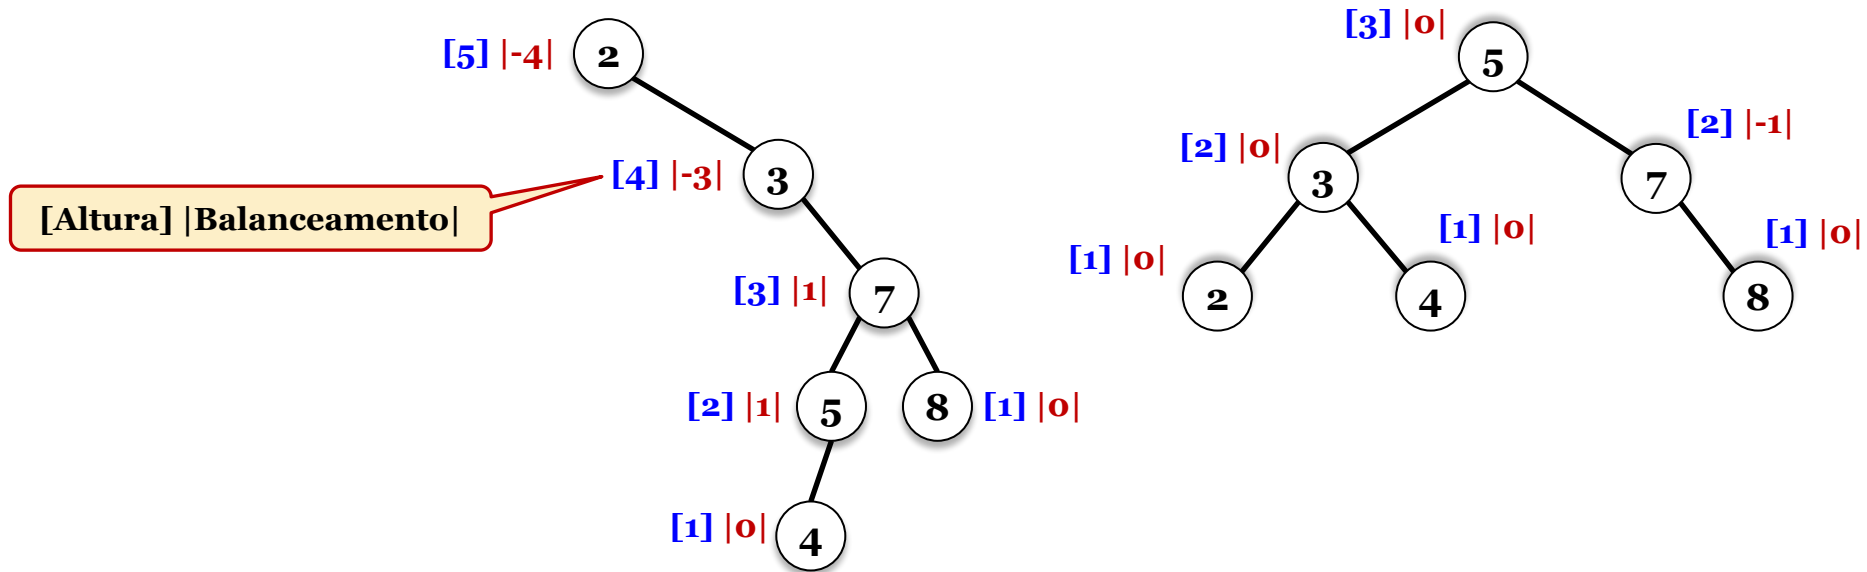 [5] |-4| 2
[4] |-3| 3
[Altura] |Balanceamento|
[3] |1| 7
[2] |1| 5
8 [1] |0|
[1] |0| 4
[3] |0| 5
[2] |0| 3
[2] |-1| 7
[1] |0| 2
[1] |0| 4
[1] |0| 8